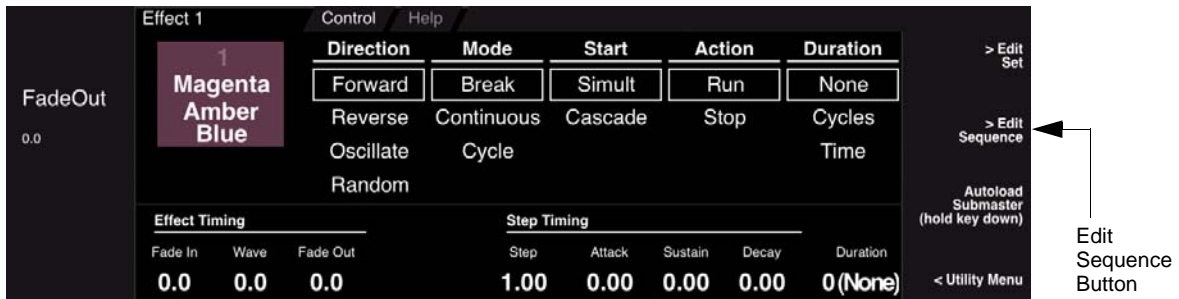 Effect 1
Control
Help
FadeOut
0.0
1
Magenta
Amber
Blue
Direction Mode Start Action Duration
Forward Break Simult Run None
Reverse Continuous Cascade Stop Cycles
Oscillate Cycle Time
Random
Effect Timing
Fade In Wave Fade Out
0.0 0.0 0.0
Step Timing
Step Attack Sustain Decay Duration
1.00 0.00 0.00 0.00 0(None)
> Edit
Set
> Edit
Sequence
Autoload
Submaster
(hold key down)
< Utility Menu
Edit
Sequence
Button